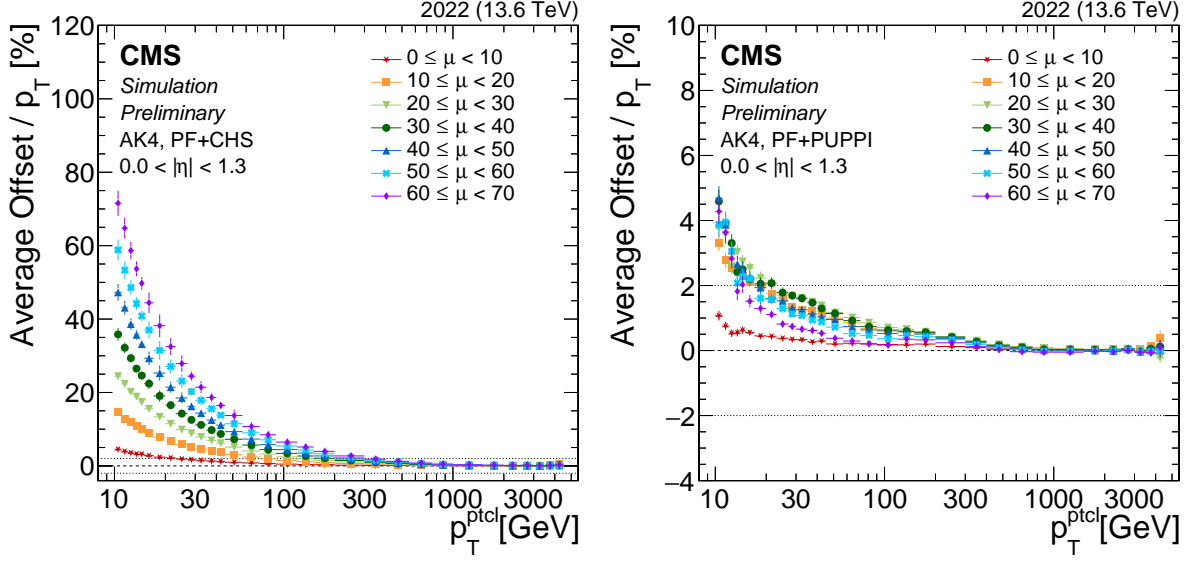 2022 (13.6 TeV)
Average Offset / p_T [%]
120
100
80
60
40
20
0
CMS
Simulation
Preliminary
AK4, PF+CHS
0.0 < |η| < 1.3
0 ≤ μ < 10
10 ≤ μ < 20
20 ≤ μ < 30
30 ≤ μ < 40
40 ≤ μ < 50
50 ≤ μ < 60
60 ≤ μ < 70
10 30 100 300 1000 3000
p_T^ptcl [GeV]
2022 (13.6 TeV)
Average Offset / p_T [%]
10
8
6
4
2
0
−2
−4
CMS
Simulation
Preliminary
AK4, PF+PUPPI
0.0 < |η| < 1.3
0 ≤ μ < 10
10 ≤ μ < 20
20 ≤ μ < 30
30 ≤ μ < 40
40 ≤ μ < 50
50 ≤ μ < 60
60 ≤ μ < 70
10 30 100 300 1000 3000
p_T^ptcl [GeV]